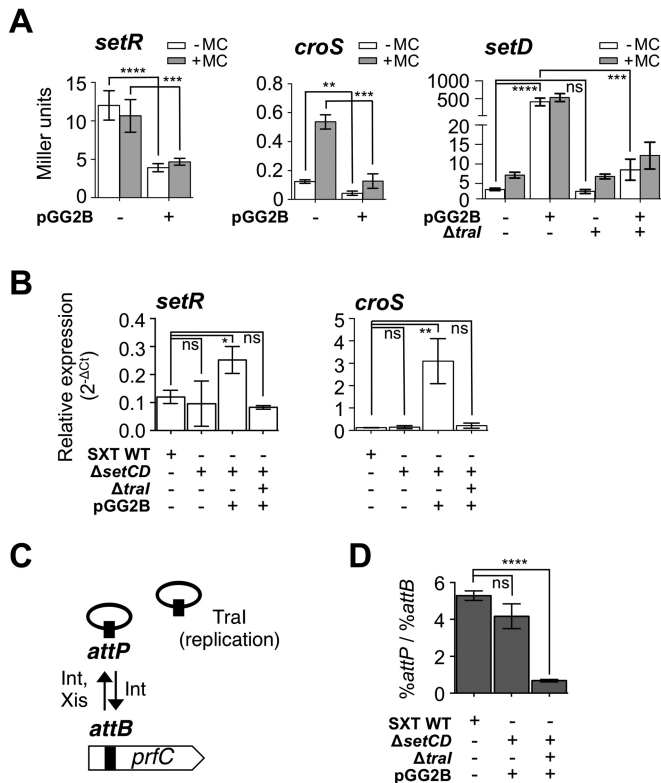 A
setR
- MC
+ MC
croS
- MC
+ MC
setD
- MC
+ MC
Miller units
15
10
5
0
****
***
pGG2B - +
0.8
0.6
0.4
0.2
0
**
***
pGG2B - +
1000
500
20
15
10
5
0
****
ns
***
pGG2B - + - +
ΔtraI - - + +
B
setR
croS
Relative expression
(2-ΔCt)
0.4
0.3
0.2
0.1
0.0
ns
*
ns
5
4
3
2
1
0
ns
**
ns
SXT WT + - - -
ΔsetCD - + + +
ΔtraI - - - +
pGG2B - - + +
+ - - -
- + + +
- - - +
- - + +
C
TraI
(replication)
attP
Int,
Xis
Int
attB
prfC
D
%attP / %attB
6
4
2
0
ns
****
SXT WT + - -
ΔsetCD - + +
ΔtraI - - +
pGG2B - + +